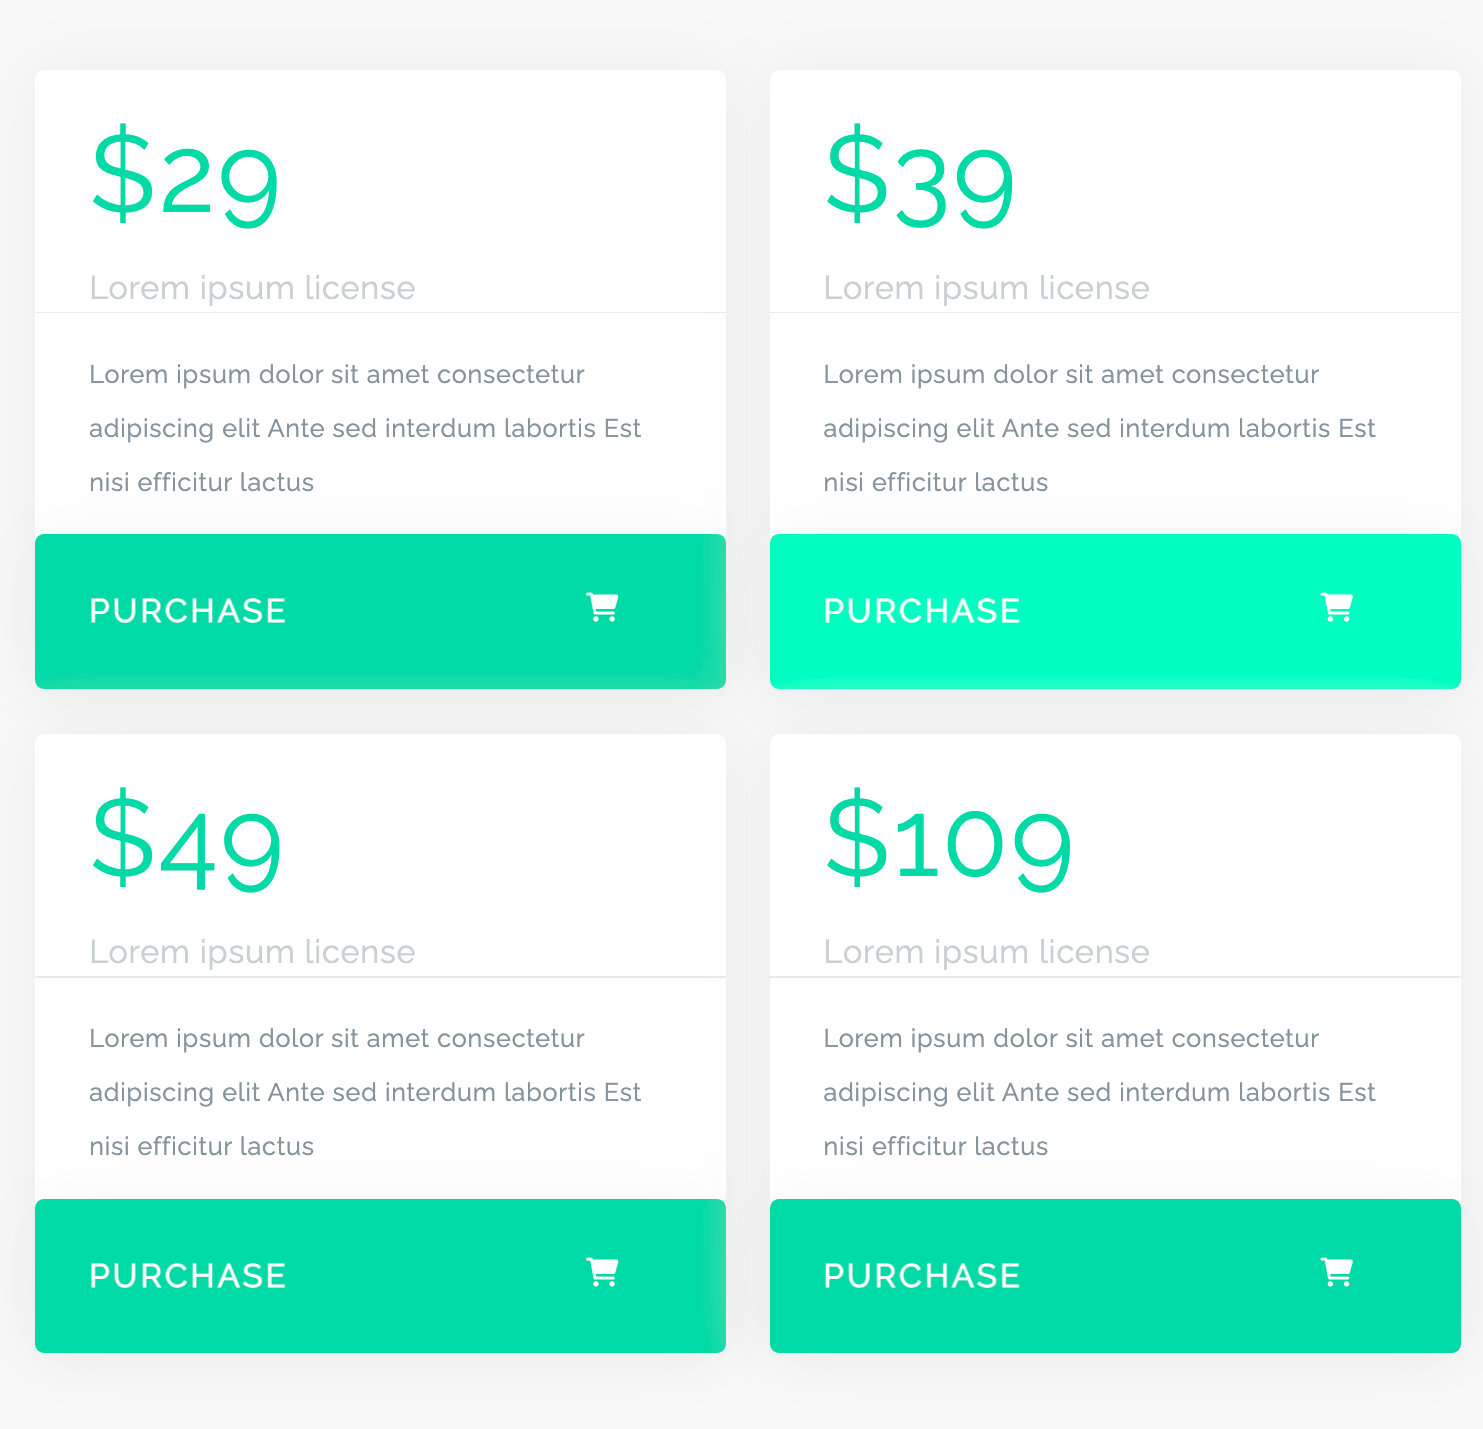 $29
Lorem ipsum license
Lorem ipsum dolor sit amet consectetur
adipiscing elit Ante sed interdum labortis Est
nisi efficitur lactus
PURCHASE
$39
Lorem ipsum license
Lorem ipsum dolor sit amet consectetur
adipiscing elit Ante sed interdum labortis Est
nisi efficitur lactus
PURCHASE
$49
Lorem ipsum license
Lorem ipsum dolor sit amet consectetur
adipiscing elit Ante sed interdum labortis Est
nisi efficitur lactus
PURCHASE
$109
Lorem ipsum license
Lorem ipsum dolor sit amet consectetur
adipiscing elit Ante sed interdum labortis Est
nisi efficitur lactus
PURCHASE